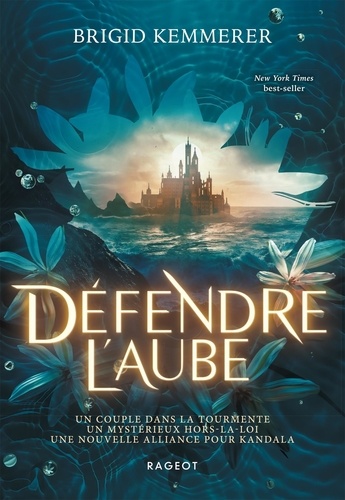 BRIGID KEMMERER
New York Times
best-seller
DÉFENDRE
L'AUBE
UN COUPLE DANS LA TOURMENTE
UN MYSTÉRIEUX HORS-LA-LOI
UNE NOUVELLE ALLIANCE POUR KANDALA
RAGEOT